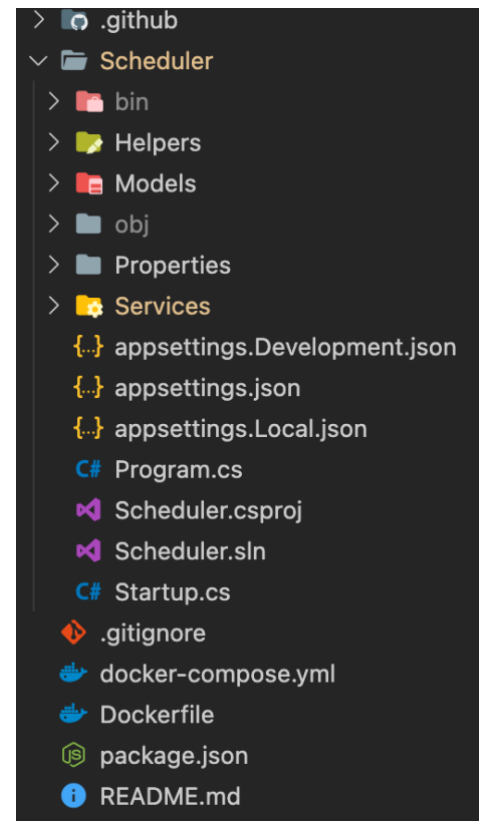 .github
Scheduler
bin
Helpers
Models
obj
Properties
Services
{...} appsettings.Development.json
{...} appsettings.json
{...} appsettings.Local.json
C# Program.cs
Scheduler.csproj
Scheduler.sln
C# Startup.cs
.gitignore
docker-compose.yml
Dockerfile
JS package.json
README.md